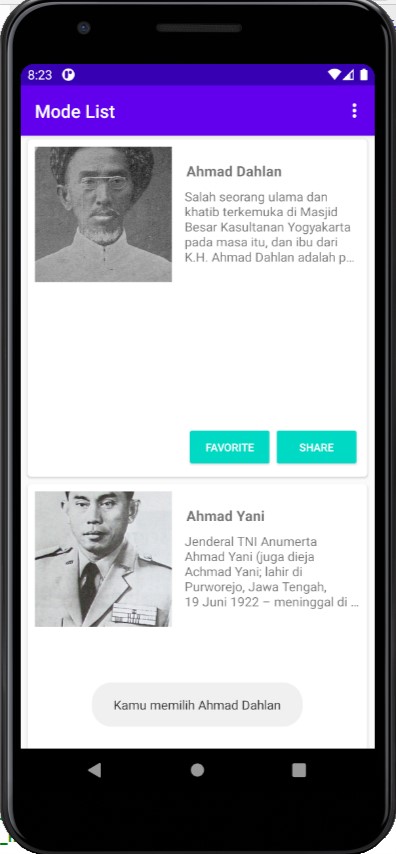 8:23
Mode List
Ahmad Dahlan
Salah seorang ulama dan
khatib terkemuka di Masjid
Besar Kasultanan Yogyakarta
pada masa itu, dan ibu dari
K.H. Ahmad Dahlan adalah p...
FAVORITE
SHARE
Ahmad Yani
Jenderal TNI Anumerta
Ahmad Yani (juga dieja
Achmad Yani; lahir di
Purworejo, Jawa Tengah,
19 Juni 1922 – meninggal di ...
Kamu memilih Ahmad Dahlan